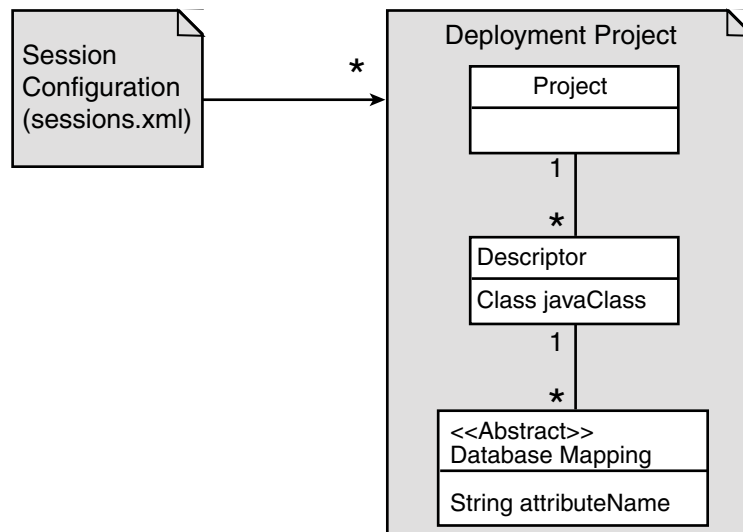 Session
Configuration
(sessions.xml)
*
Deployment Project
Project
1
*
Descriptor
Class javaClass
1
*
<<Abstract>>
Database Mapping
String attributeName